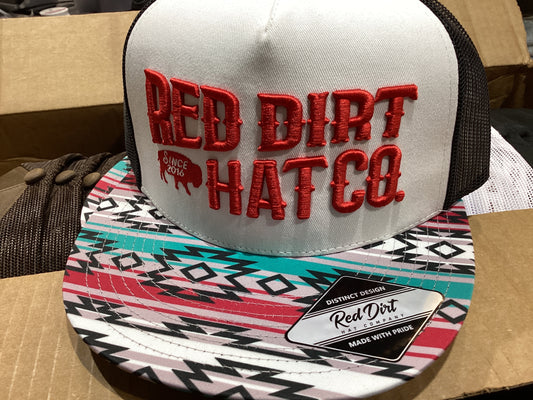 RED DIRT
SINCE
2016
HAT CO.
DISTINCT DESIGN
Red Dirt
HAT COMPANY
MADE WITH PRIDE